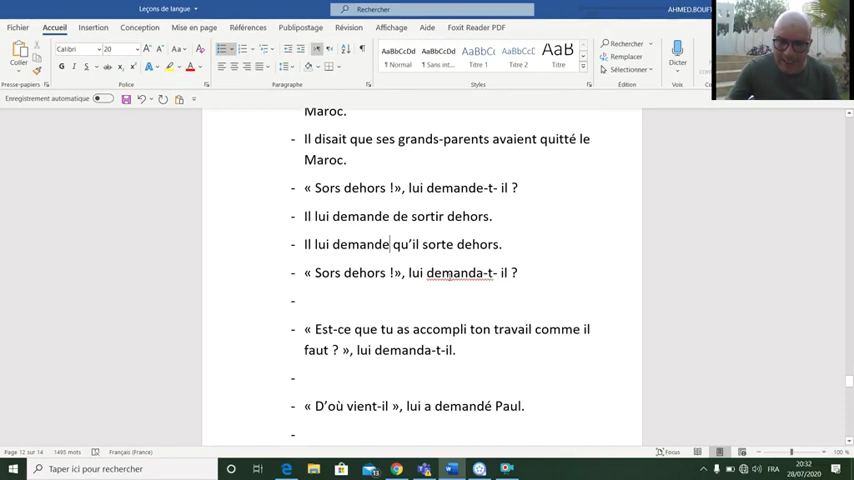 Leçons de langue
Rechercher
AHMED.BOUFT
Fichier Accueil Insertion Conception Mise en page Références Publipostage Révision Affichage Aide Foxit Reader PDF
Coller
Calibri 20
G I S
AaBbCcDd AaBbCcDd AaBbC AaBbCcD AaB
¶ Normal ¶ Sans int... Titre 1 Titre 2 Titre
Rechercher
Remplacer
Sélectionner
Dicter
Presse-papiers Police Paragraphe Styles Édition Voix
Enregistrement automatique
Maroc.
- Il disait que ses grands-parents avaient quitté le
Maroc.
- « Sors dehors !», lui demande-t- il ?
- Il lui demande de sortir dehors.
- Il lui demande qu’il sorte dehors.
- « Sors dehors !», lui demanda-t- il ?
-
- « Est-ce que tu as accompli ton travail comme il
faut ? », lui demanda-t-il.
-
- « D’où vient-il », lui a demandé Paul.
-
Page 12 sur 14 1495 mots Français (France) Focus 100 %
Taper ici pour rechercher
FRA
20:32
28/07/2020